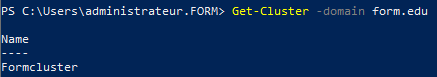 PS C:\Users\administrateur.FORM> Get-Cluster -domain form.edu
Name
----
Formcluster